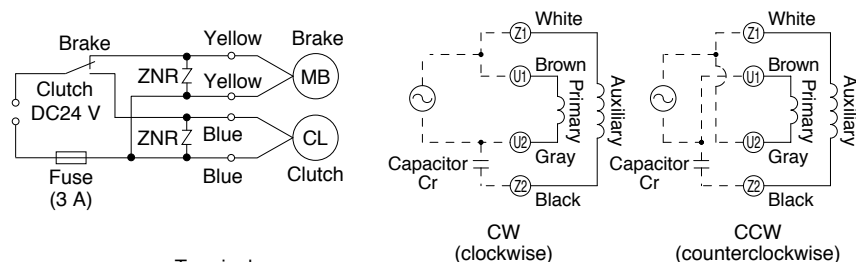 Brake
Clutch
DC24 V
Fuse
(3 A)
ZNR
ZNR
Yellow
Yellow
Blue
Blue
Brake
MB
CL
Clutch
Z1
White
U1
Brown
Primary
Auxiliary
U2
Gray
Capacitor
Cr
Z2
Black
CW
(clockwise)
Z1
White
U1
Brown
Primary
Auxiliary
U2
Gray
Capacitor
Cr
Z2
Black
CCW
(counterclockwise)